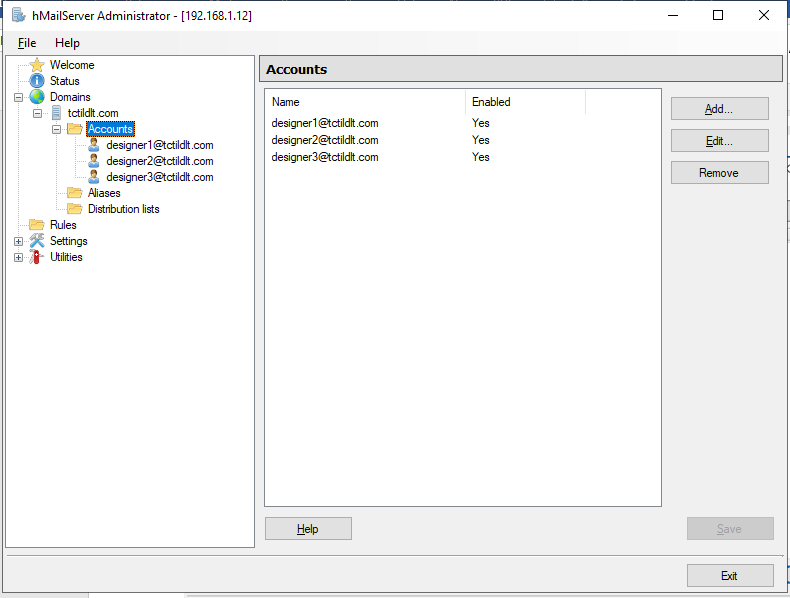 hMailServer Administrator - [192.168.1.12]
File Help
Welcome
Status
Domains
tctildlt.com
Accounts
designer1@tctildlt.com
designer2@tctildlt.com
designer3@tctildlt.com
Aliases
Distribution lists
Rules
Settings
Utilities
Accounts
Name Enabled
designer1@tctildlt.com Yes
designer2@tctildlt.com Yes
designer3@tctildlt.com Yes
Add...
Edit...
Remove
Help
Save
Exit